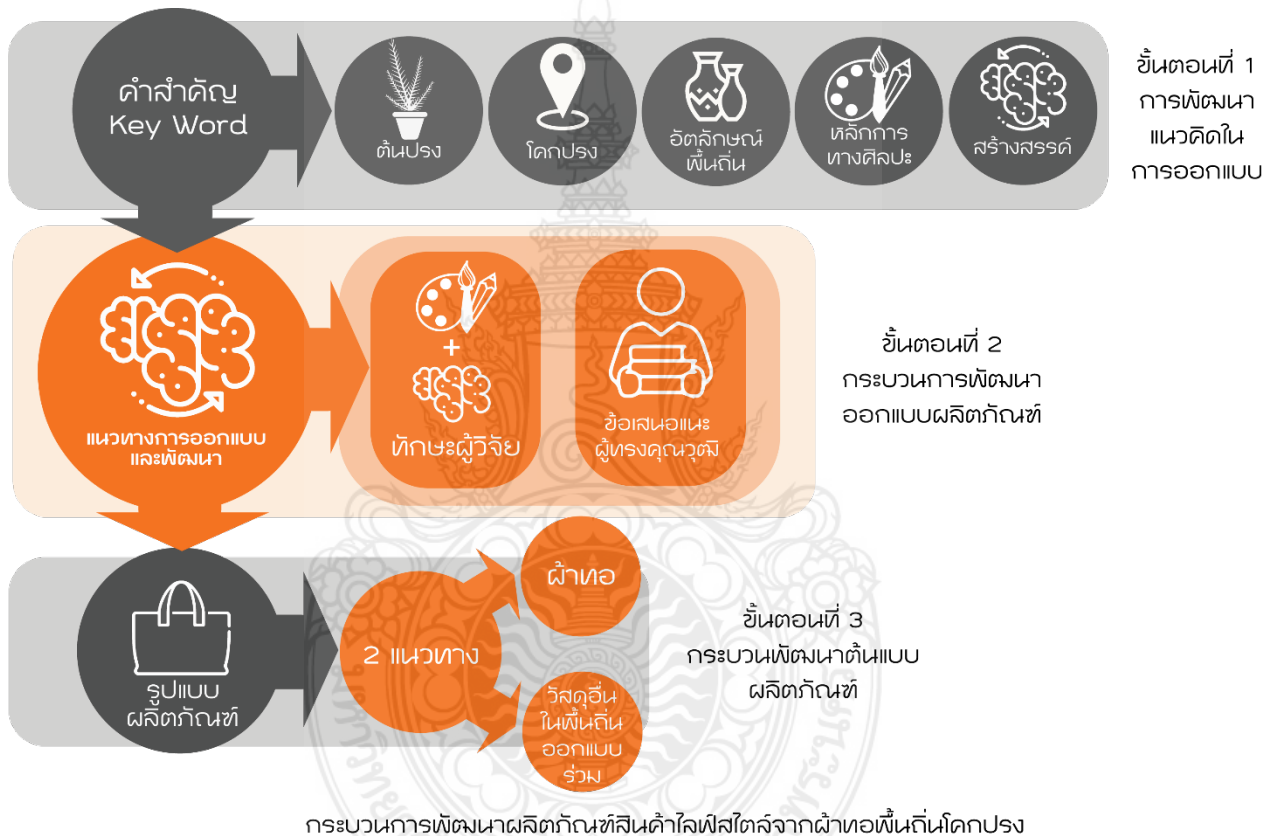 คำสำคัญ
Key Word
ต้นปรง
โคกปรง
อัตลักษณ์
พื้นถิ่น
หลักการ
ทางศิลปะ
สร้างสรรค์
ขั้นตอนที่ 1
การพัฒนา
แนวคิดใน
การออกแบบ
แนวทางการออกแบบ
และพัฒนา
+
ทักษะผู้วิจัย
ข้อเสนอแนะ
ผู้ทรงคุณวุฒิ
ขั้นตอนที่ 2
กระบวนการพัฒนา
ออกแบบผลิตภัณฑ์
รูปแบบ
ผลิตภัณฑ์
2 แนวทาง
ผ้าทอ
วัสดุอื่น
ในพื้นถิ่น
ออกแบบ
ร่วม
ขั้นตอนที่ 3
กระบวนพัฒนาต้นแบบ
ผลิตภัณฑ์
กระบวนการพัฒนาผลิตภัณฑ์สินค้าไลฟ์สไตล์จากผ้าทอพื้นถิ่นโคกปรง